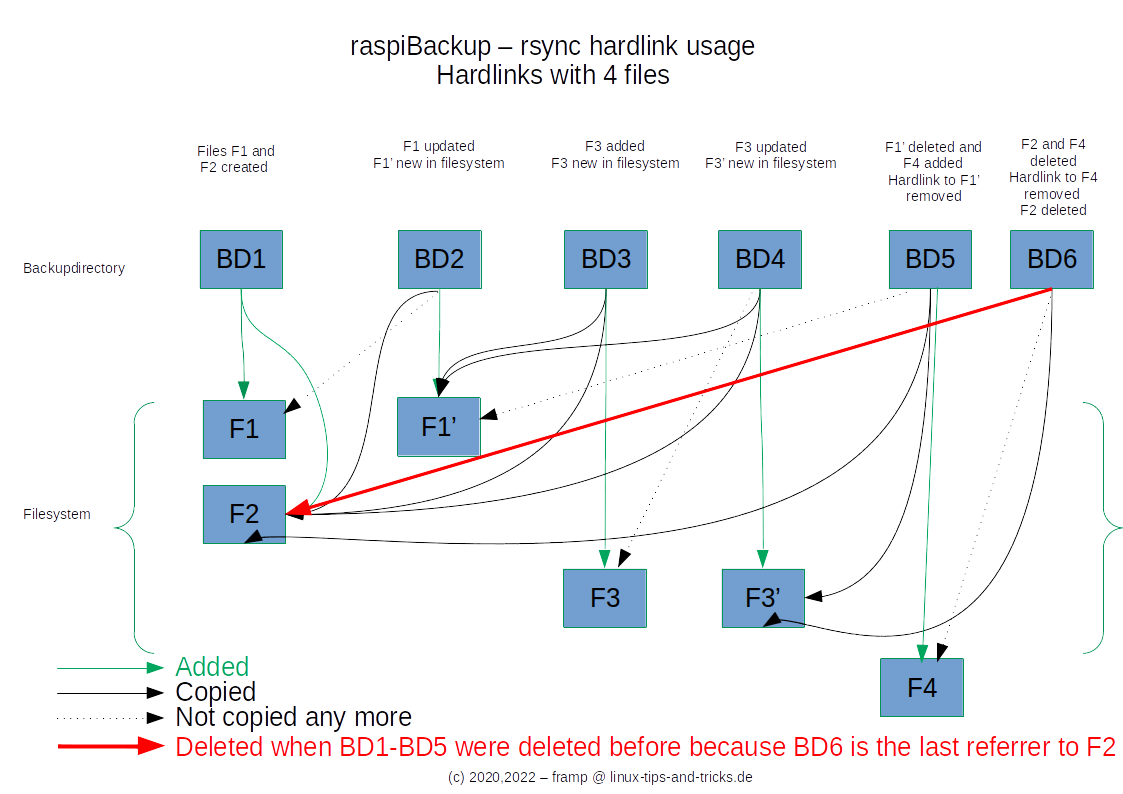 raspiBackup – rsync hardlink usage
Hardlinks with 4 files
Files F1 and
F2 created
F1 updated
F1’ new in filesystem
F3 added
F3 new in filesystem
F3 updated
F3’ new in filesystem
F1’ deleted and
F4 added
Hardlink to F1’
removed
F2 and F4
deleted
Hardlink to F4
removed
F2 deleted
Backupdirectory
BD1
BD2
BD3
BD4
BD5
BD6
F1
F1’
Filesystem
F2
F3
F3’
F4
Added
Copied
Not copied any more
Deleted when BD1-BD5 were deleted before because BD6 is the last referrer to F2
(c) 2020,2022 – framp @ linux-tips-and-tricks.de